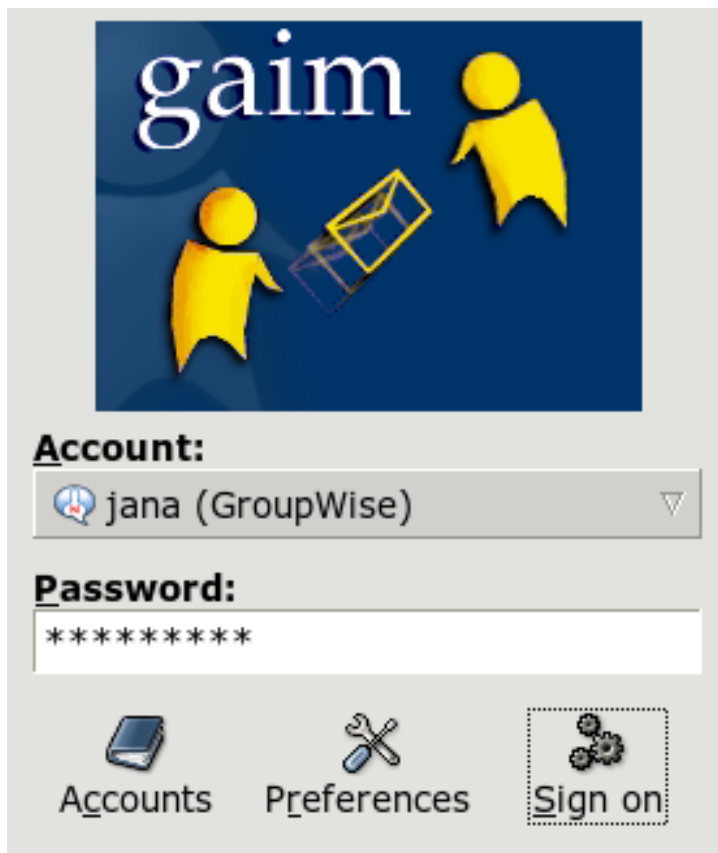 gaim
Account:
jana (GroupWise)
Password:
*********
Accounts Preferences Sign on